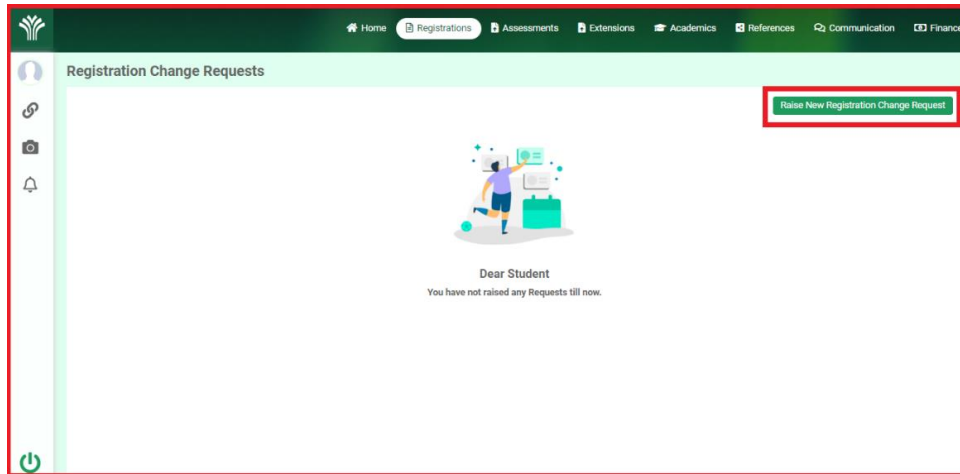 Home Registrations Assessments Extensions Academics References Communication Finance
Registration Change Requests
Raise New Registration Change Request
Dear Student
You have not raised any Requests till now.